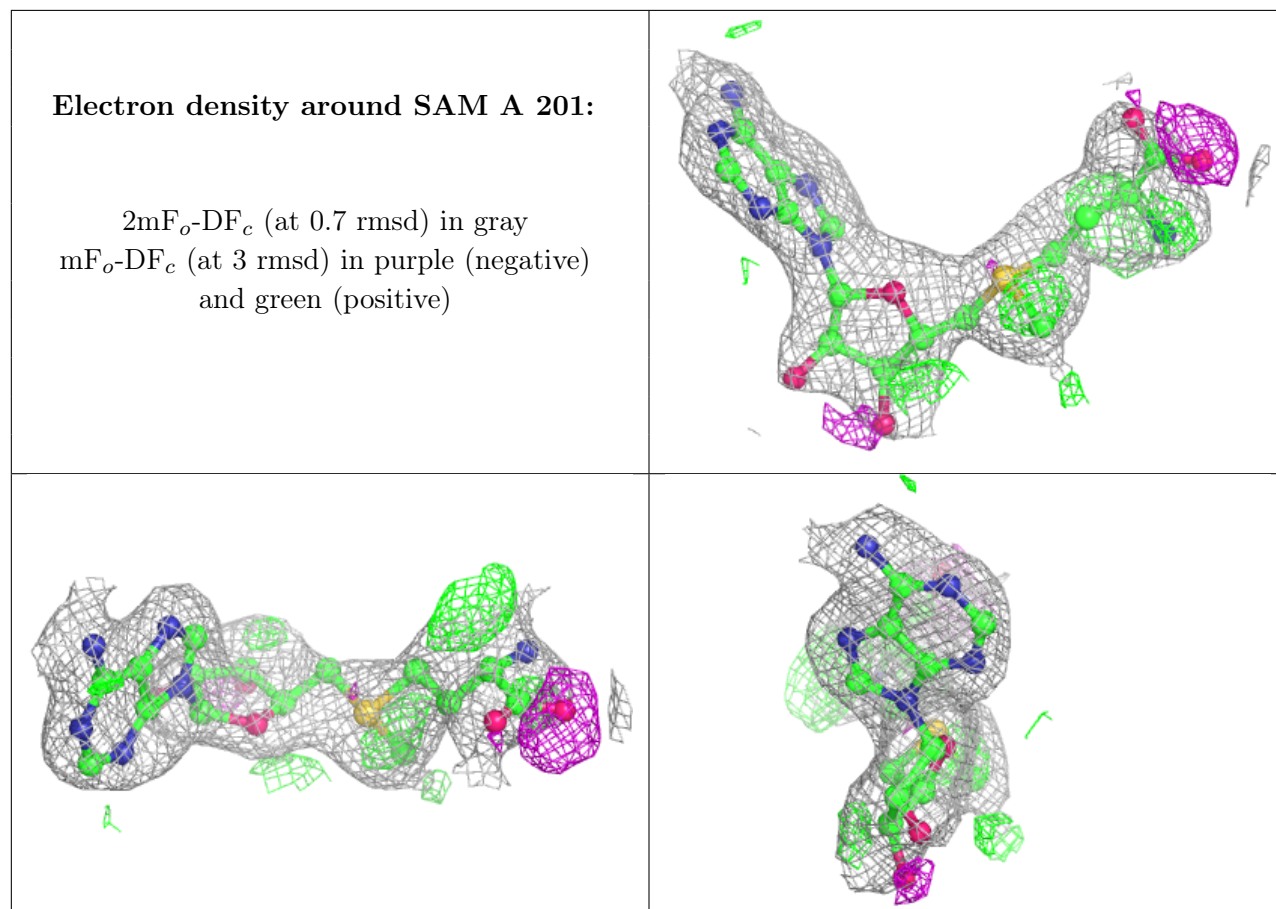 Electron density around SAM A 201:
2mFo-DFc (at 0.7 rmsd) in gray
mFo-DFc (at 3 rmsd) in purple (negative)
and green (positive)